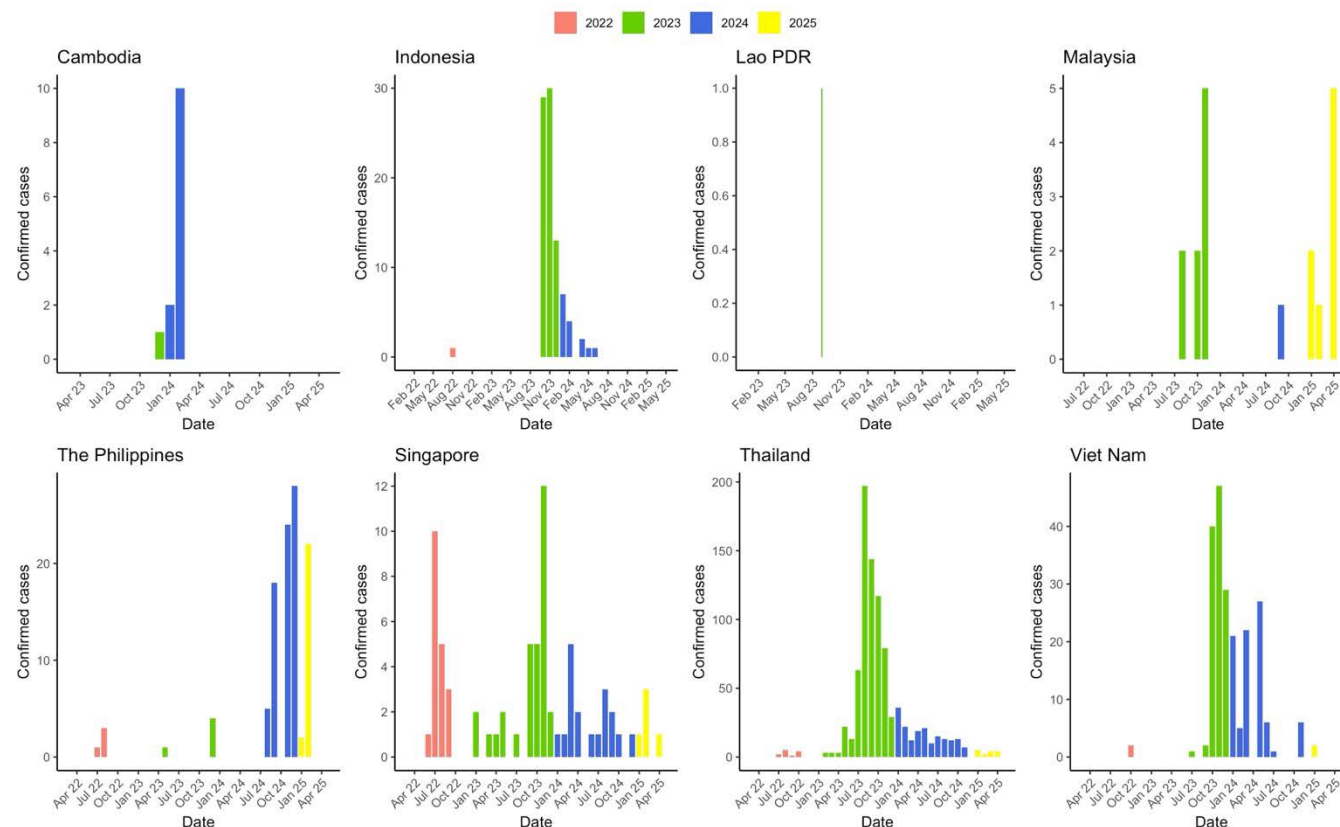 2022 2023 2024 2025
Cambodia
Confirmed cases
10
8
6
4
2
0
Apr 23 Jul 23 Oct 23 Jan 24 Apr 24 Jul 24 Oct 24 Jan 25 Apr 25
Date
Indonesia
Confirmed cases
30
20
10
0
Feb 22 May 22 Aug 22 Nov 22 Feb 23 May 23 Aug 23 Nov 23 Feb 24 May 24 Aug 24 Nov 24 Feb 25 May 25
Date
Lao PDR
Confirmed cases
1.0
0.8
0.6
0.4
0.2
0.0
Feb 23 May 23 Aug 23 Nov 23 Feb 24 May 24 Aug 24 Nov 24 Feb 25 May 25
Date
Malaysia
Confirmed cases
5
4
3
2
1
0
Jul 22 Oct 22 Jan 23 Apr 23 Jul 23 Oct 23 Jan 24 Apr 24 Jul 24 Oct 24 Jan 25 Apr 25
Date
The Philippines
Confirmed cases
20
10
0
Apr 22 Jul 22 Oct 22 Jan 23 Apr 23 Jul 23 Oct 23 Jan 24 Apr 24 Jul 24 Oct 24 Jan 25 Apr 25
Date
Singapore
Confirmed cases
12
10
8
6
4
2
0
Apr 22 Jul 22 Oct 22 Jan 23 Apr 23 Jul 23 Oct 23 Jan 24 Apr 24 Jul 24 Oct 24 Jan 25 Apr 25
Date
Thailand
Confirmed cases
200
150
100
50
0
Apr 22 Jul 22 Oct 22 Jan 23 Apr 23 Jul 23 Oct 23 Jan 24 Apr 24 Jul 24 Oct 24 Jan 25 Apr 25
Date
Viet Nam
Confirmed cases
40
30
20
10
0
Apr 22 Jul 22 Oct 22 Jan 23 Apr 23 Jul 23 Oct 23 Jan 24 Apr 24 Jul 24 Oct 24 Jan 25 Apr 25
Date